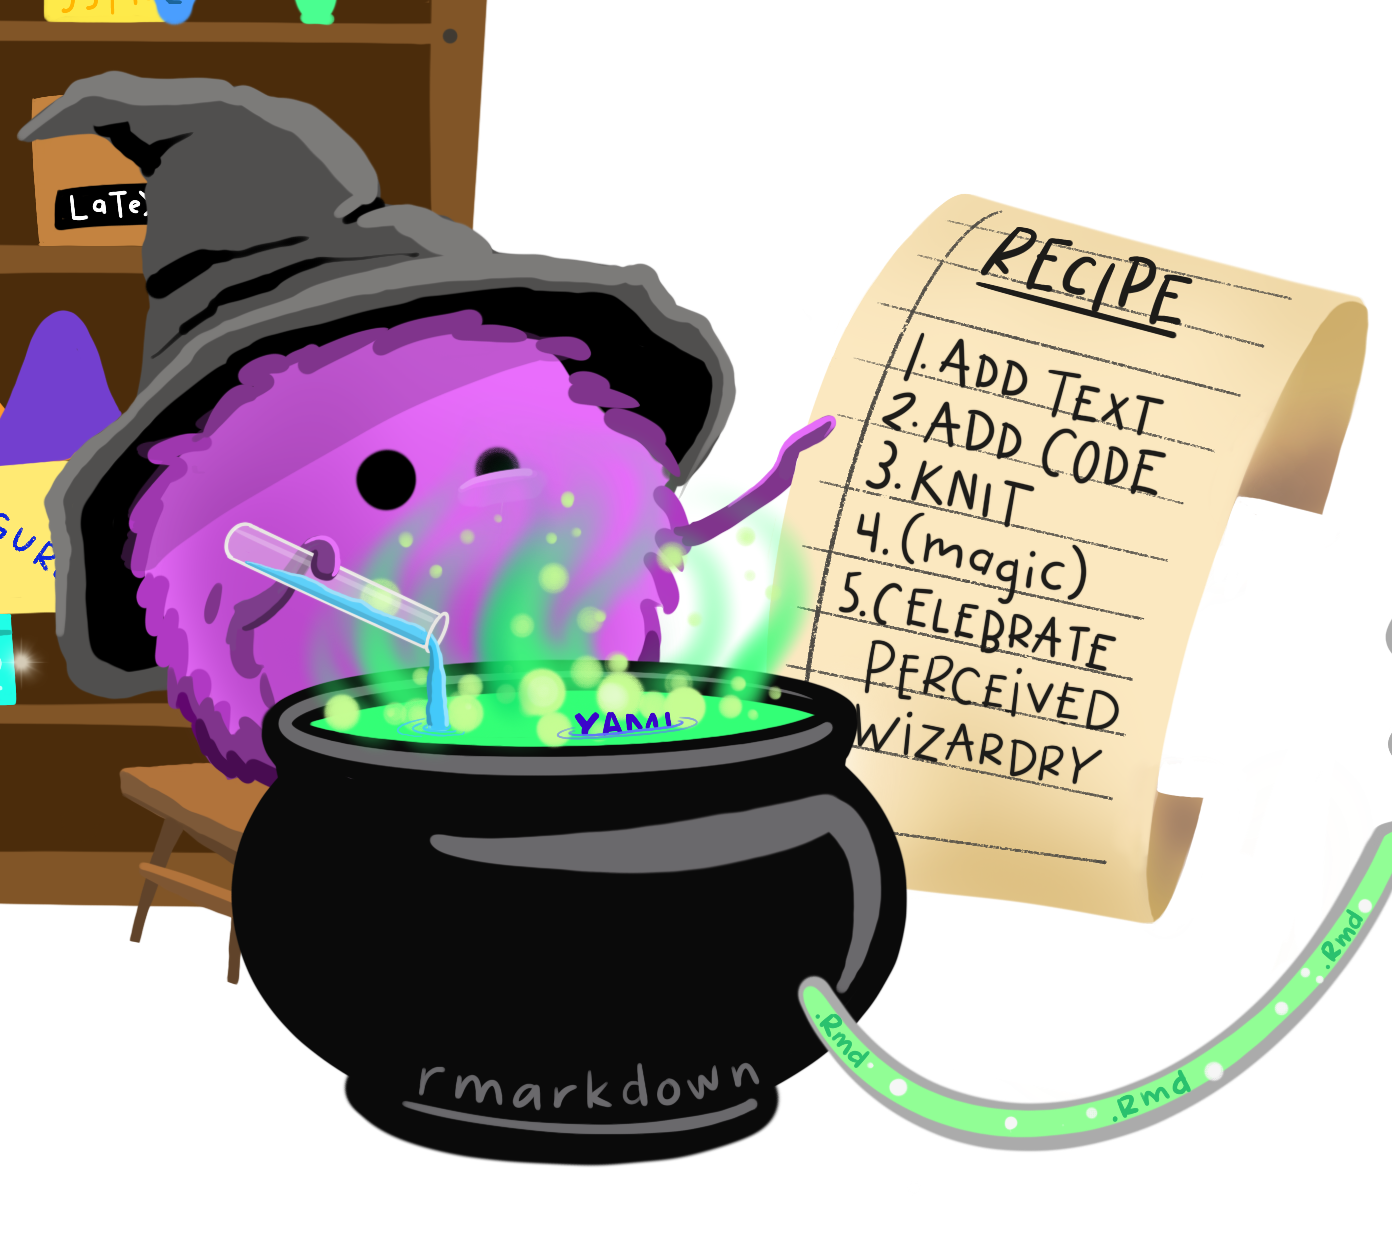 LaTeX
RECIPE
1. ADD TEXT
2. ADD CODE
3. KNIT
4. (magic)
5. CELEBRATE
PERCEIVED
WIZARDRY
YAML
rmarkdown
.Rmd
.Rmd
.Rmd